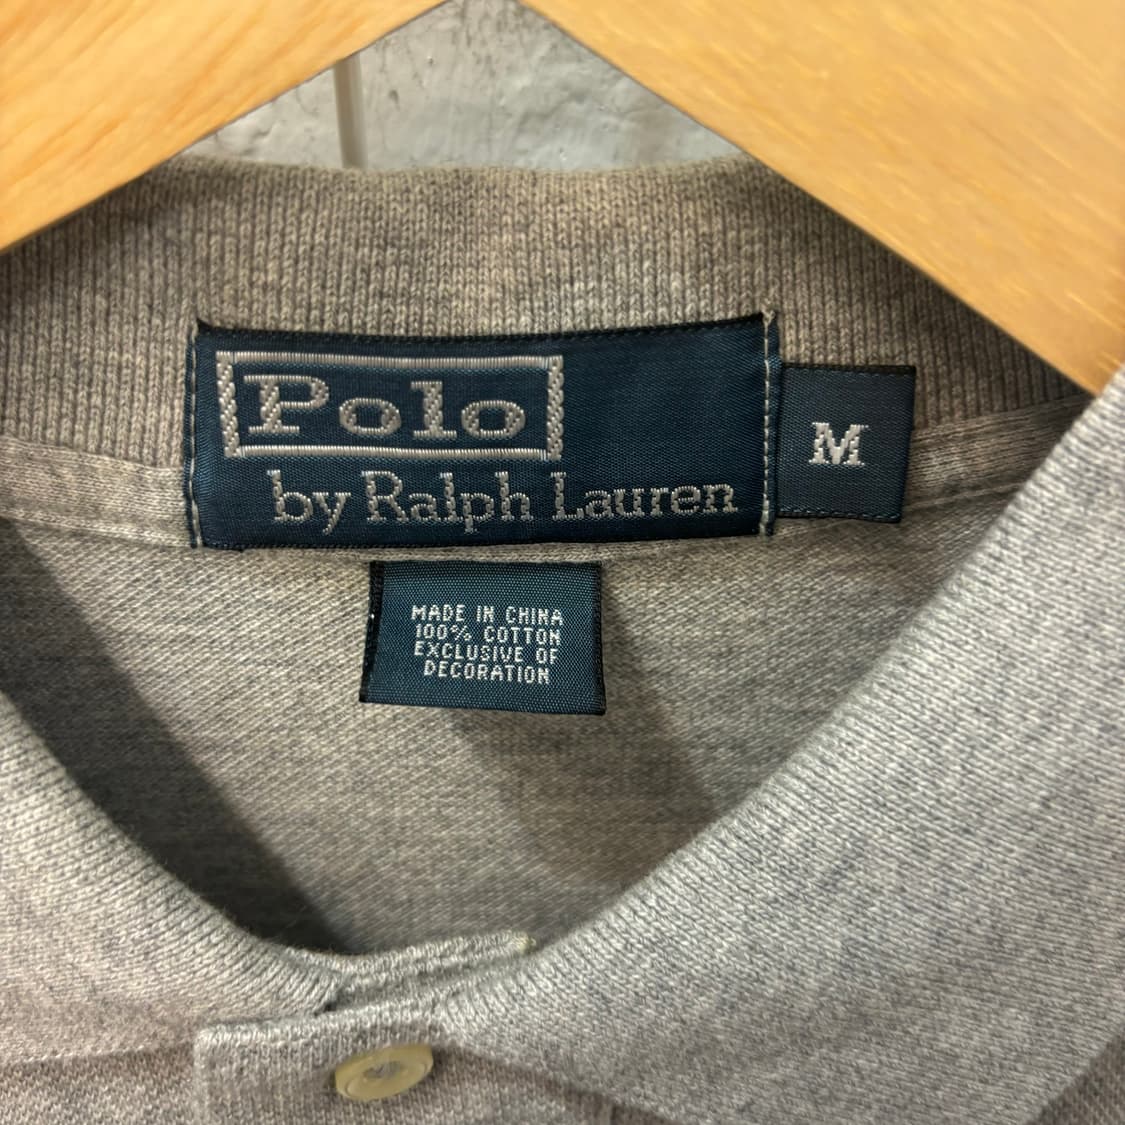 Polo
by Ralph Lauren
M
MADE IN CHINA
100% COTTON
EXCLUSIVE OF
DECORATION